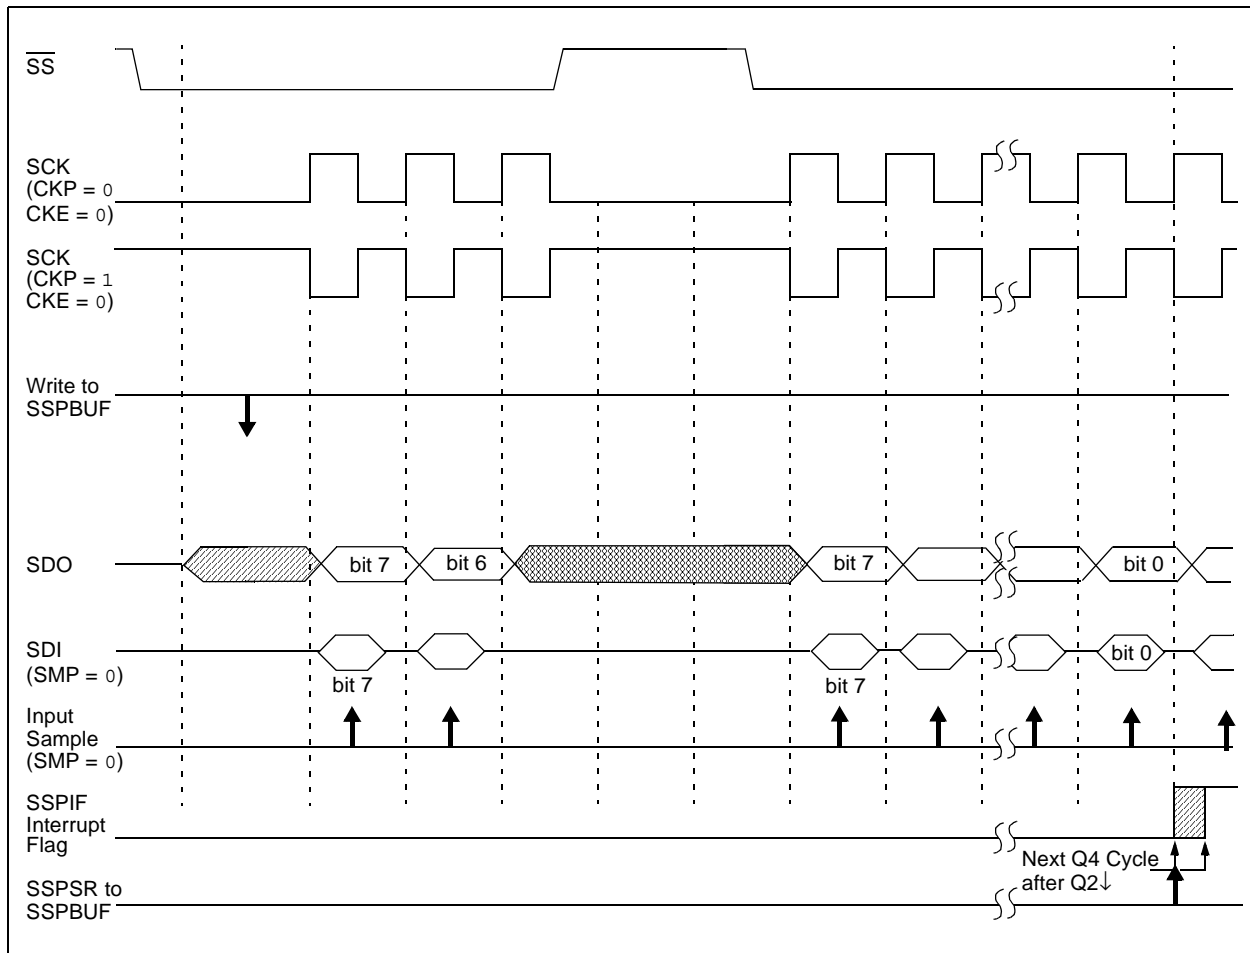 SS
SCK
(CKP = 0
CKE = 0)
SCK
(CKP = 1
CKE = 0)
Write to
SSPBUF
SDO
bit 7
bit 6
bit 7
bit 0
SDI
(SMP = 0)
bit 7
bit 7
bit 0
Input
Sample
(SMP = 0)
SSPIF
Interrupt
Flag
Next Q4 Cycle
after Q2↓
SSPSR to
SSPBUF